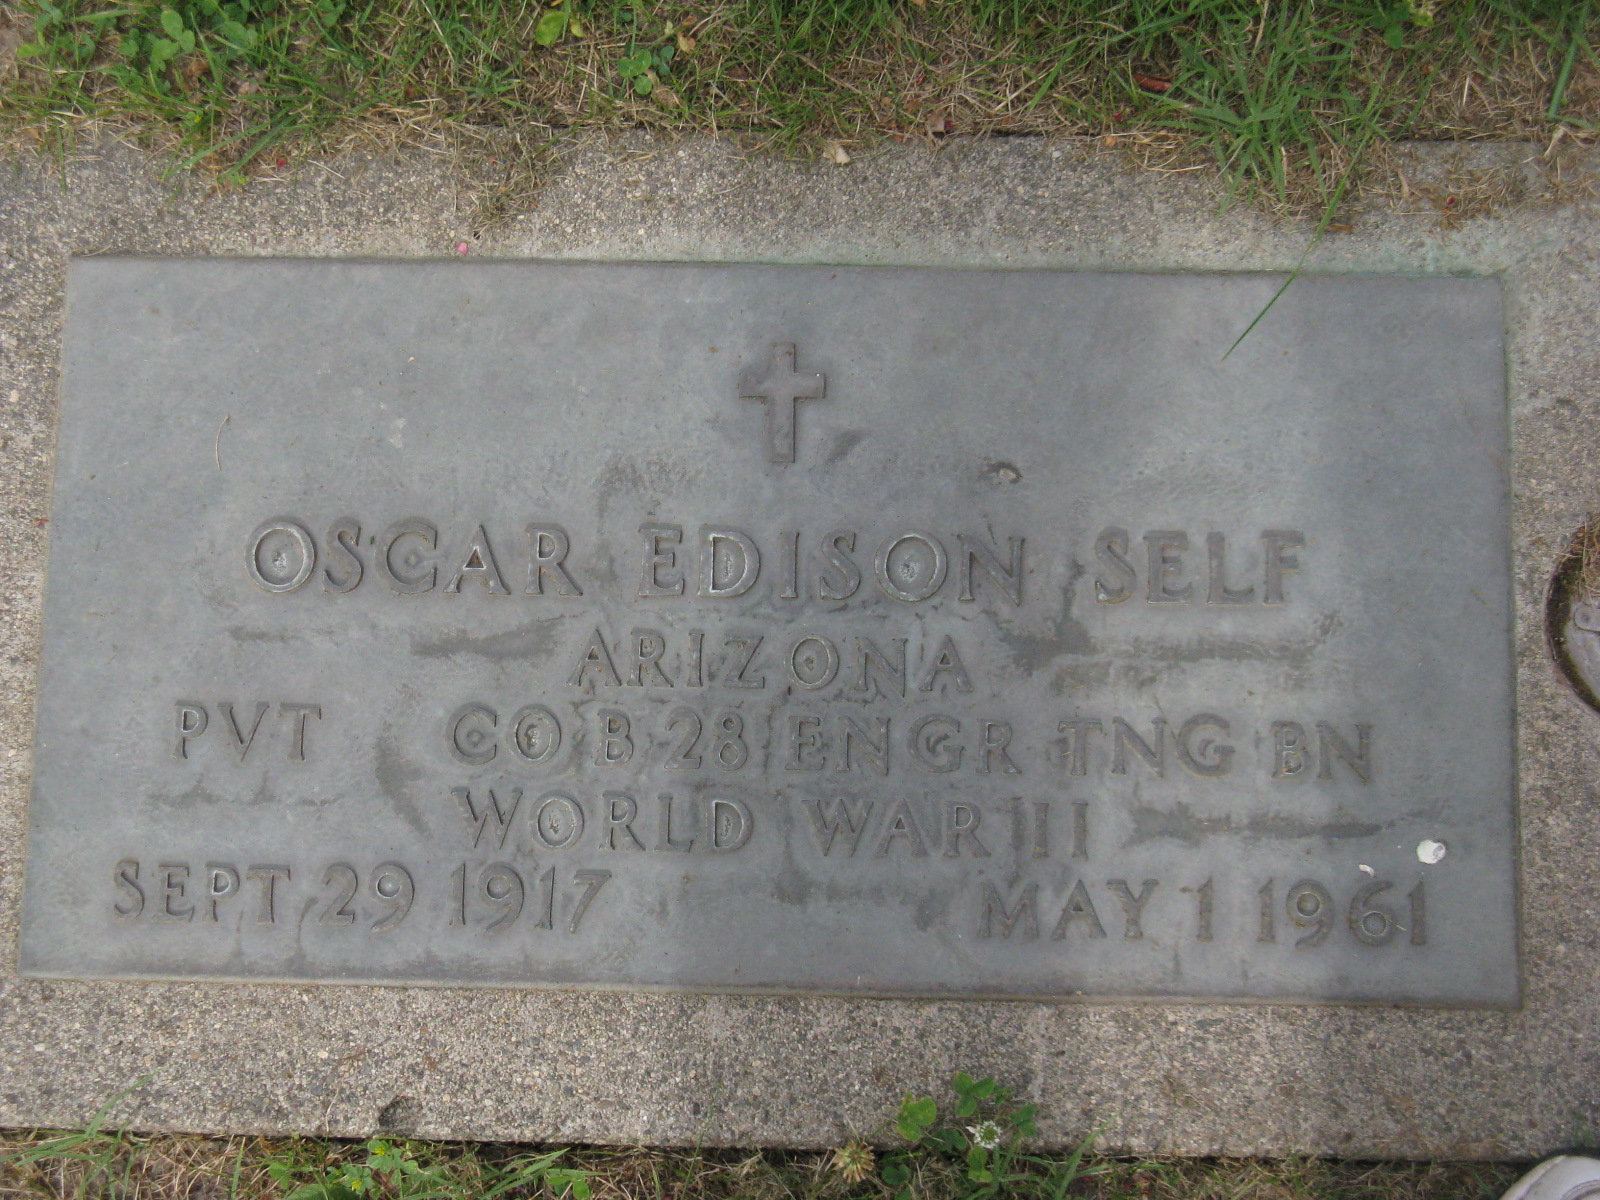 OSCAR EDISON SELF
ARIZONA
PVT CO B 28 ENGR TNG BN
WORLD WAR II
SEPT 29 1917 MAY 1 1961